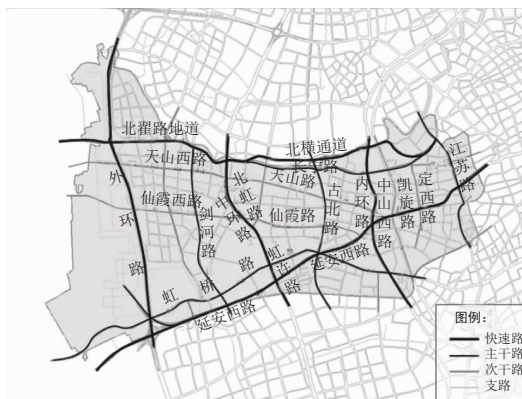 北翟路地道
北横通道
长宁路
天山西路
天山路
仙霞西路
仙霞路
外环路
剑河路
中环路
北虹路
古北路
内环路
中山西路
凯旋路
定西路
江苏路
虹桥路
虹许路
延安西路
延安西路
图例:
快速路
主干路
次干路
支路